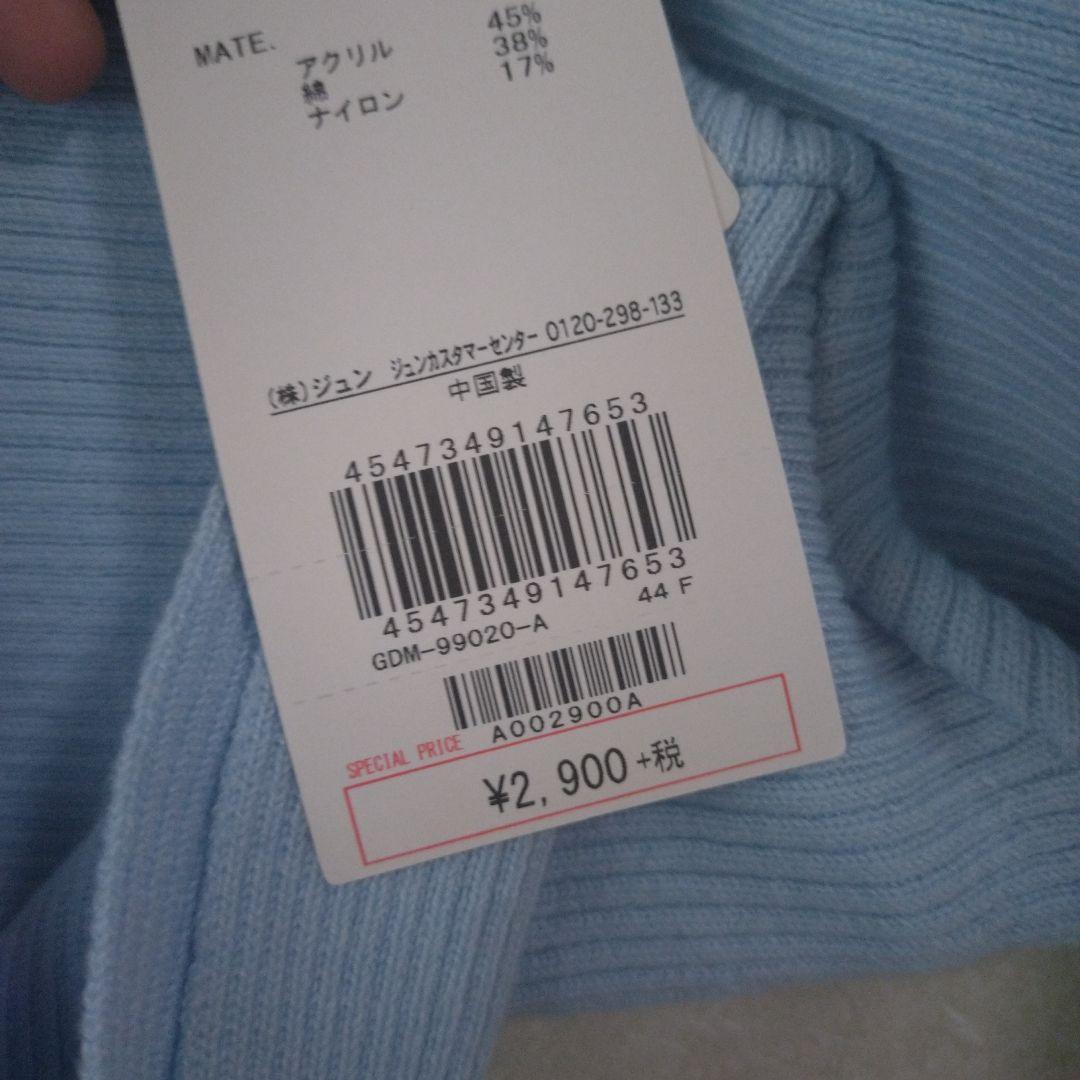 MATE.
アクリル 45%
綿 38%
ナイロン 17%
(株)ジュン ジュンカスタマーセンター 0120-298-133
中国製
4547349147653
4547349147653
GDM-99020-A 44 F
A002900A
SPECIAL PRICE
¥2,900+税